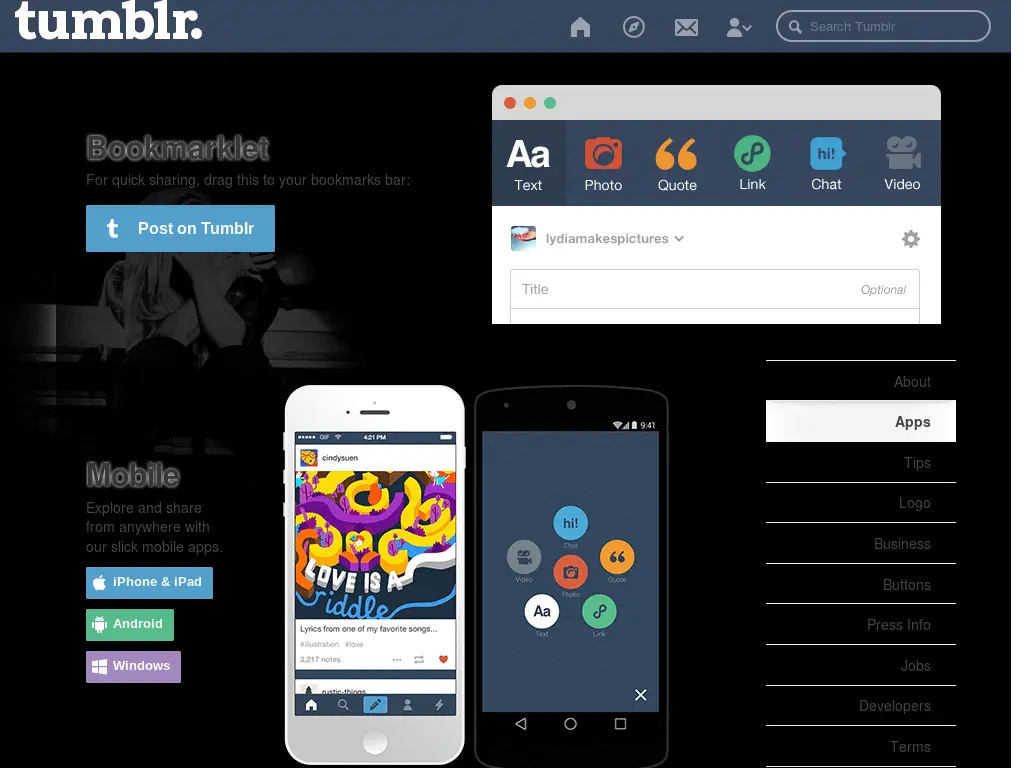 tumblr.
Search Tumblr
Bookmarklet
For quick sharing, drag this to your bookmarks bar:
t Post on Tumblr
Aa
hi!
Text Photo Quote Link Chat Video
lydiamakespictures
Title Optional
Mobile
Explore and share
from anywhere with
our slick mobile apps.
iPhone & iPad
Android
Windows
GIF 4:21 PM
cindysuen
LOVE IS A
riddle
Lyrics from one of my favorite songs...
#illustration #love
3,217 notes
rustic-things
9:41
hi!
Chat
Video
Quote
Photo
Aa
Text
Link
About
Apps
Tips
Logo
Business
Buttons
Press Info
Jobs
Developers
Terms